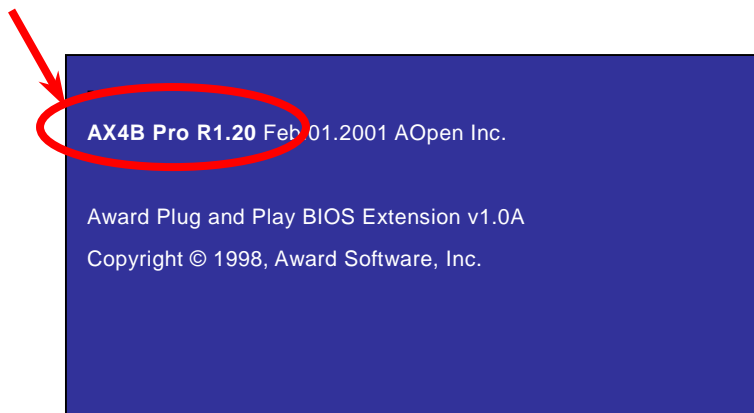 AX4B Pro R1.20 Feb.01.2001 AOpen Inc.
Award Plug and Play BIOS Extension v1.0A
Copyright © 1998, Award Software, Inc.